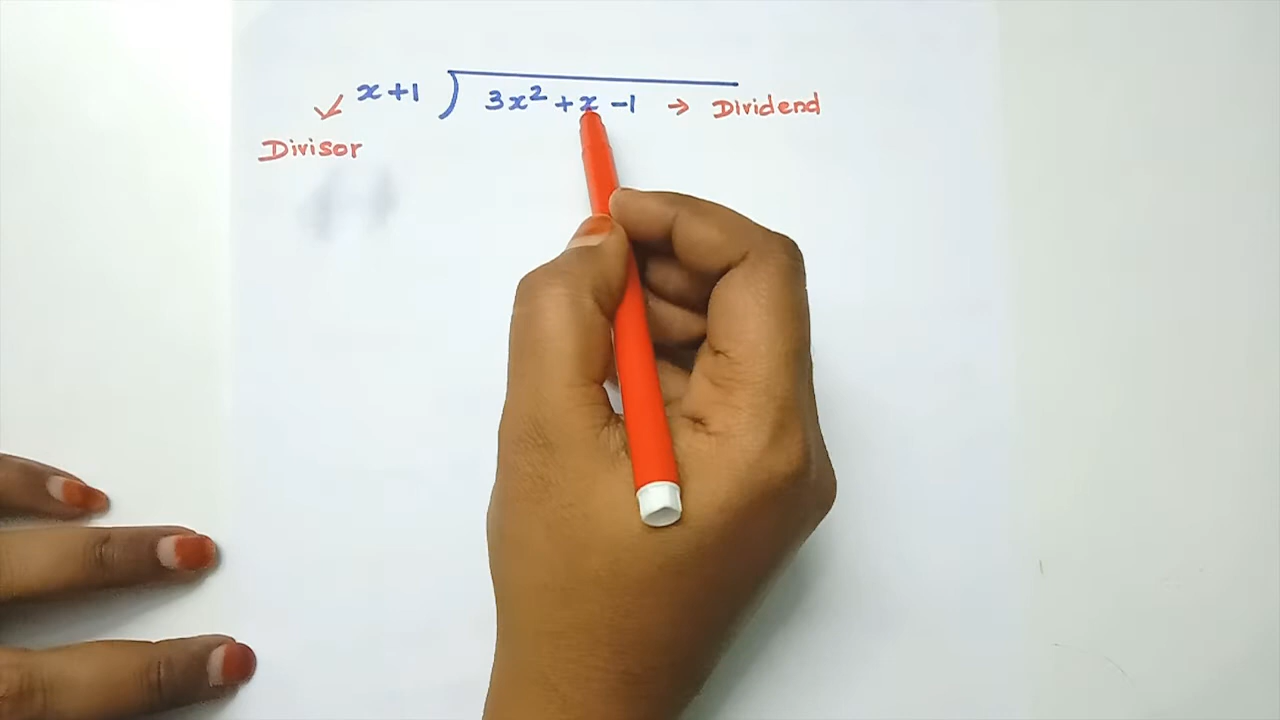 x+1 ) 3x² + x - 1 → Dividend
Divisor